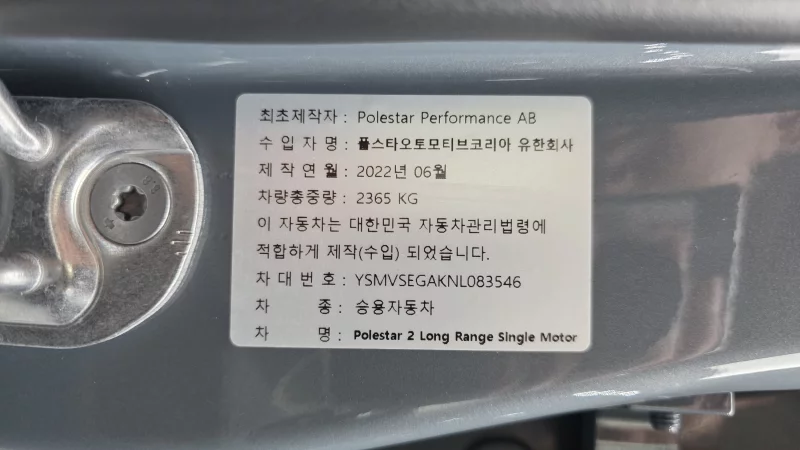 최초제작자 : Polestar Performance AB
수 입 자 명 : 폴스타오토모티브코리아 유한회사
제 작 연 월 : 2022년 06월
차량총중량 : 2365 KG
이 자동차는 대한민국 자동차관리법령에
적합하게 제작(수입) 되었습니다.
차 대 번 호 : YSMVSEGAKNL083546
차 종 : 승용자동차
차 명 : Polestar 2 Long Range Single Motor